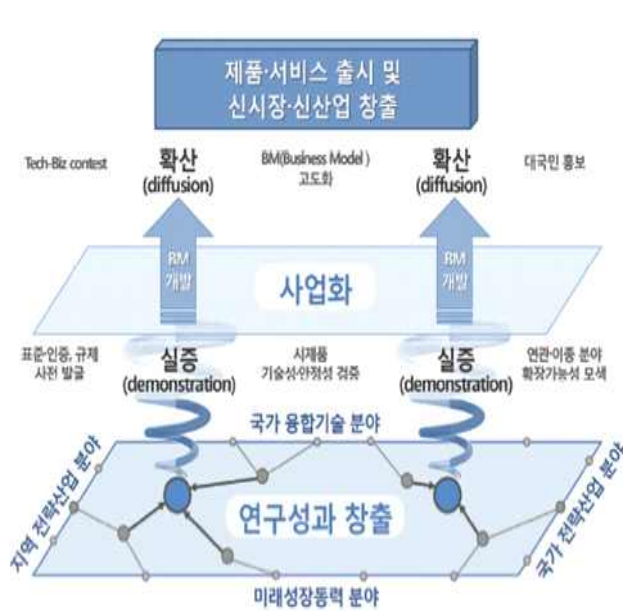 제품·서비스 출시 및
신시장·신산업 창출
Tech-Biz contest
확산
(diffusion)
BM(Business Model )
고도화
확산
(diffusion)
대국민 홍보
BM
개발
BM
개발
사업화
표준·인증, 규제
사전 발굴
실증
(demonstration)
시제품
기술성·안정성 검증
실증
(demonstration)
연관·이종 분야
확장가능성 모색
국가 융합기술 분야
지역 전략산업 분야
연구성과 창출
국가 전략산업 분야
미래성장동력 분야